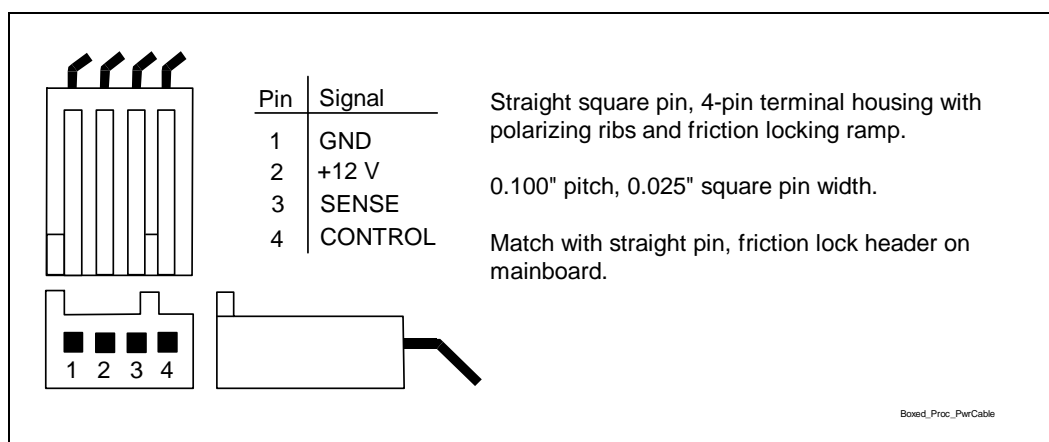 Pin Signal
1 GND
2 +12 V
3 SENSE
4 CONTROL
Straight square pin, 4-pin terminal housing with
polarizing ribs and friction locking ramp.
0.100" pitch, 0.025" square pin width.
Match with straight pin, friction lock header on
mainboard.
1 2 3 4
Boxed_Proc_PwrCable